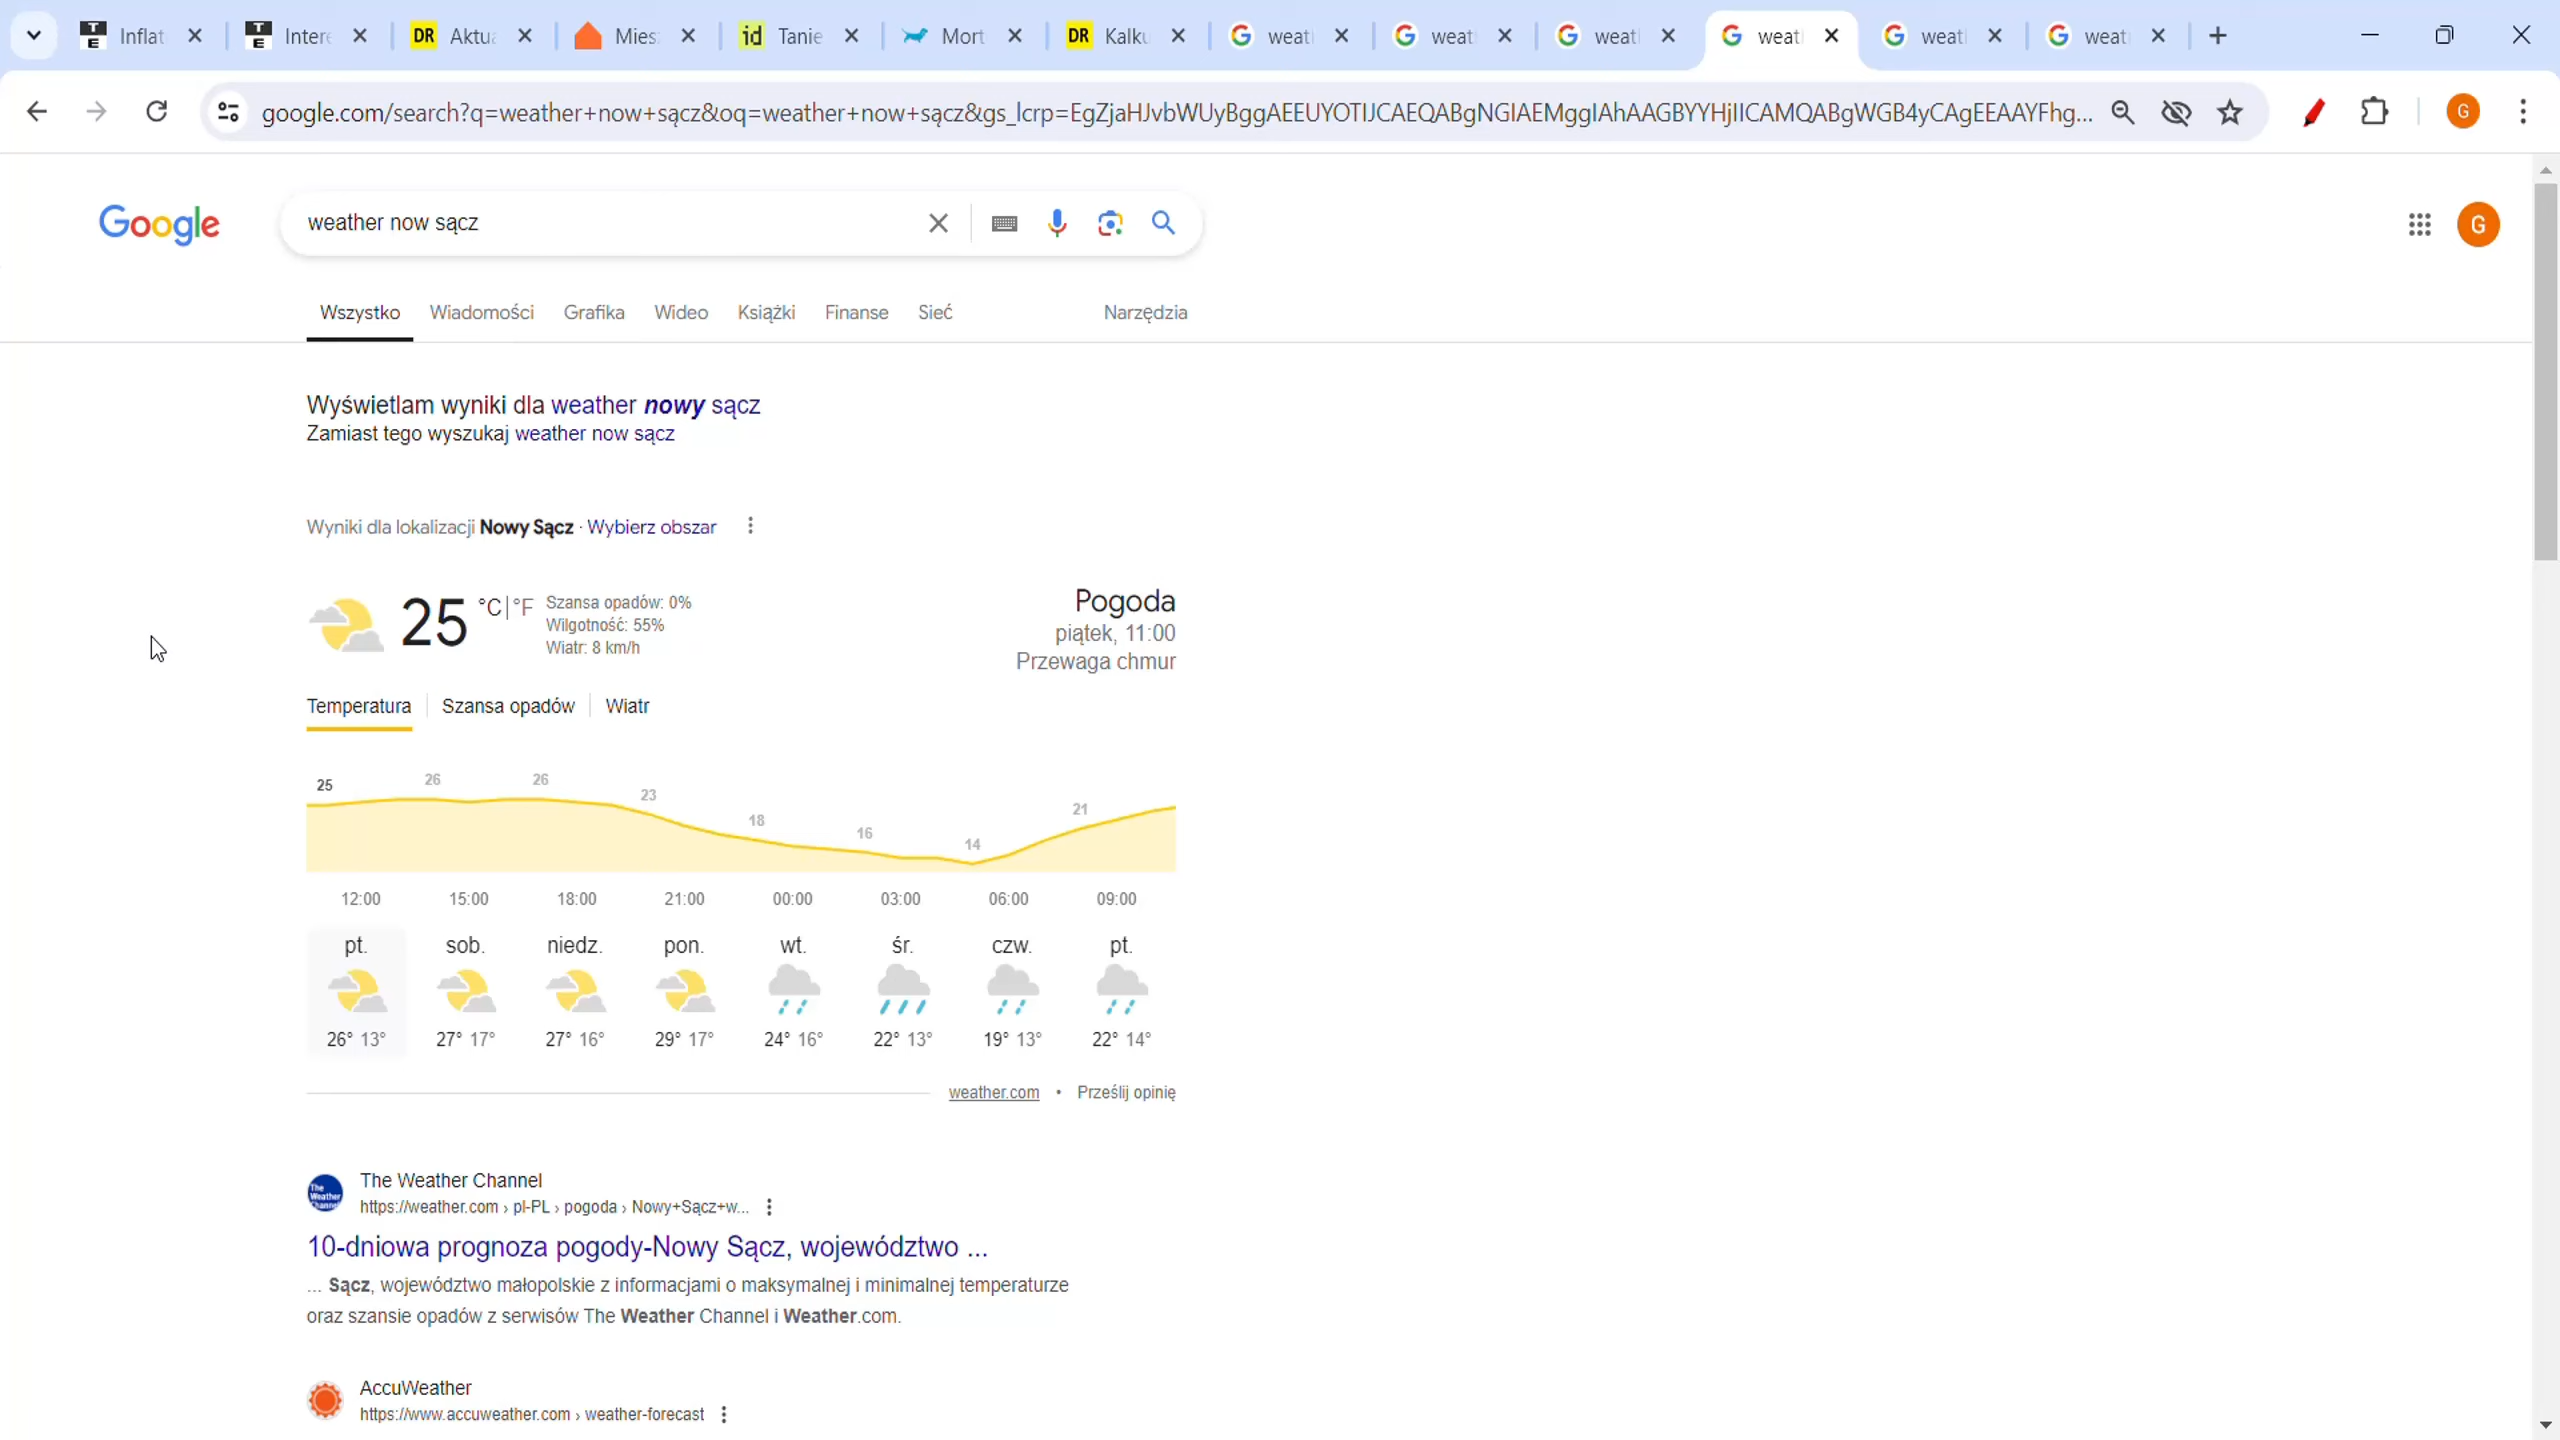 Inflat
Inter
DR Aktua
Mies
id Tanie
Mort
DR Kalku
weat
weat
weat
weat
weat
weat
google.com/search?q=weather+now+sącz&oq=weather+now+sącz&gs_lcrp=
G
Google
weather now sącz
G
Wszystko
Wiadomości
Grafika
Wideo
Książki
Finanse
Sieć
Narzędzia
Wyświetlam wyniki dla weather nowy sącz
Zamiast tego wyszukaj weather now sącz
Wyniki dla lokalizacji Nowy Sącz · Wybierz obszar
25 °C|°F
Szansa opadów: 0%
Wilgotność: 55%
Wiatr: 8 km/h
Pogoda
piątek, 11:00
Przewaga chmur
Temperatura
Szansa opadów
Wiatr
25 26 26 23 18 16 14 21
12:00 15:00 18:00 21:00 00:00 03:00 06:00 09:00
pt. sob. niedz. pon. wt. śr. czw. pt.
26° 13° 27° 17° 27° 16° 29° 17° 24° 16° 22° 13° 19° 13° 22° 14°
weather.com • Prześlij opinię
The Weather Channel
https://weather.com › pl-PL › pogoda › Nowy+Sącz+w...
10-dniowa prognoza pogody-Nowy Sącz, województwo ...
... Sącz, województwo małopolskie z informacjami o maksymalnej i minimalnej temperaturze
oraz szansie opadów z serwisów The Weather Channel i Weather.com.
AccuWeather
https://www.accuweather.com › weather-forecast